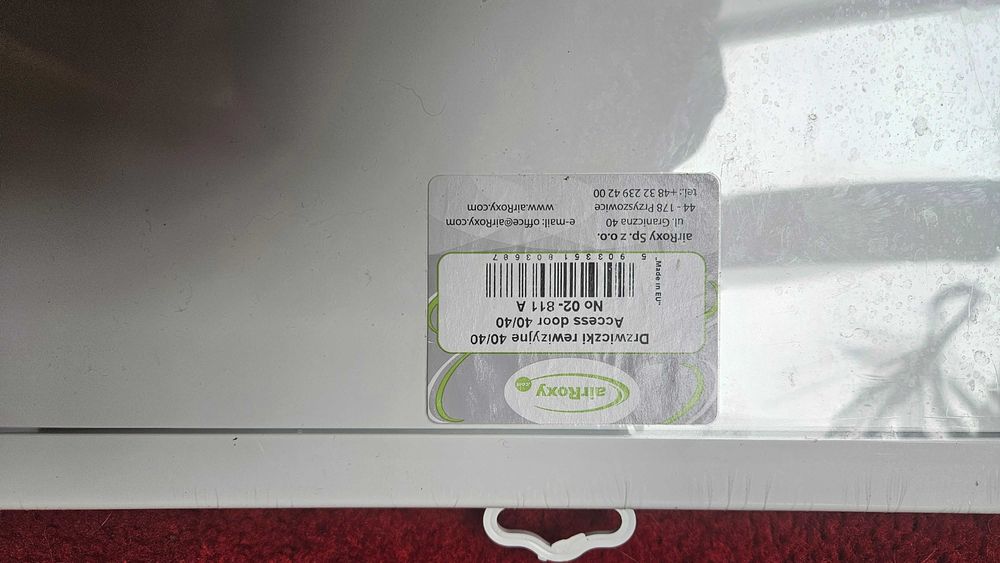 airRoxy
.com
Drzwiczki rewizyjne 40/40
Access door 40/40
No 02-811 A
„Made in EU”
5 903351 803687
airRoxy Sp. z o.o.
ul. Graniczna 40
44 - 178 Przyszowice
tel.: +48 32 239 42 00
e-mail: office@airRoxy.com
www.airRoxy.com